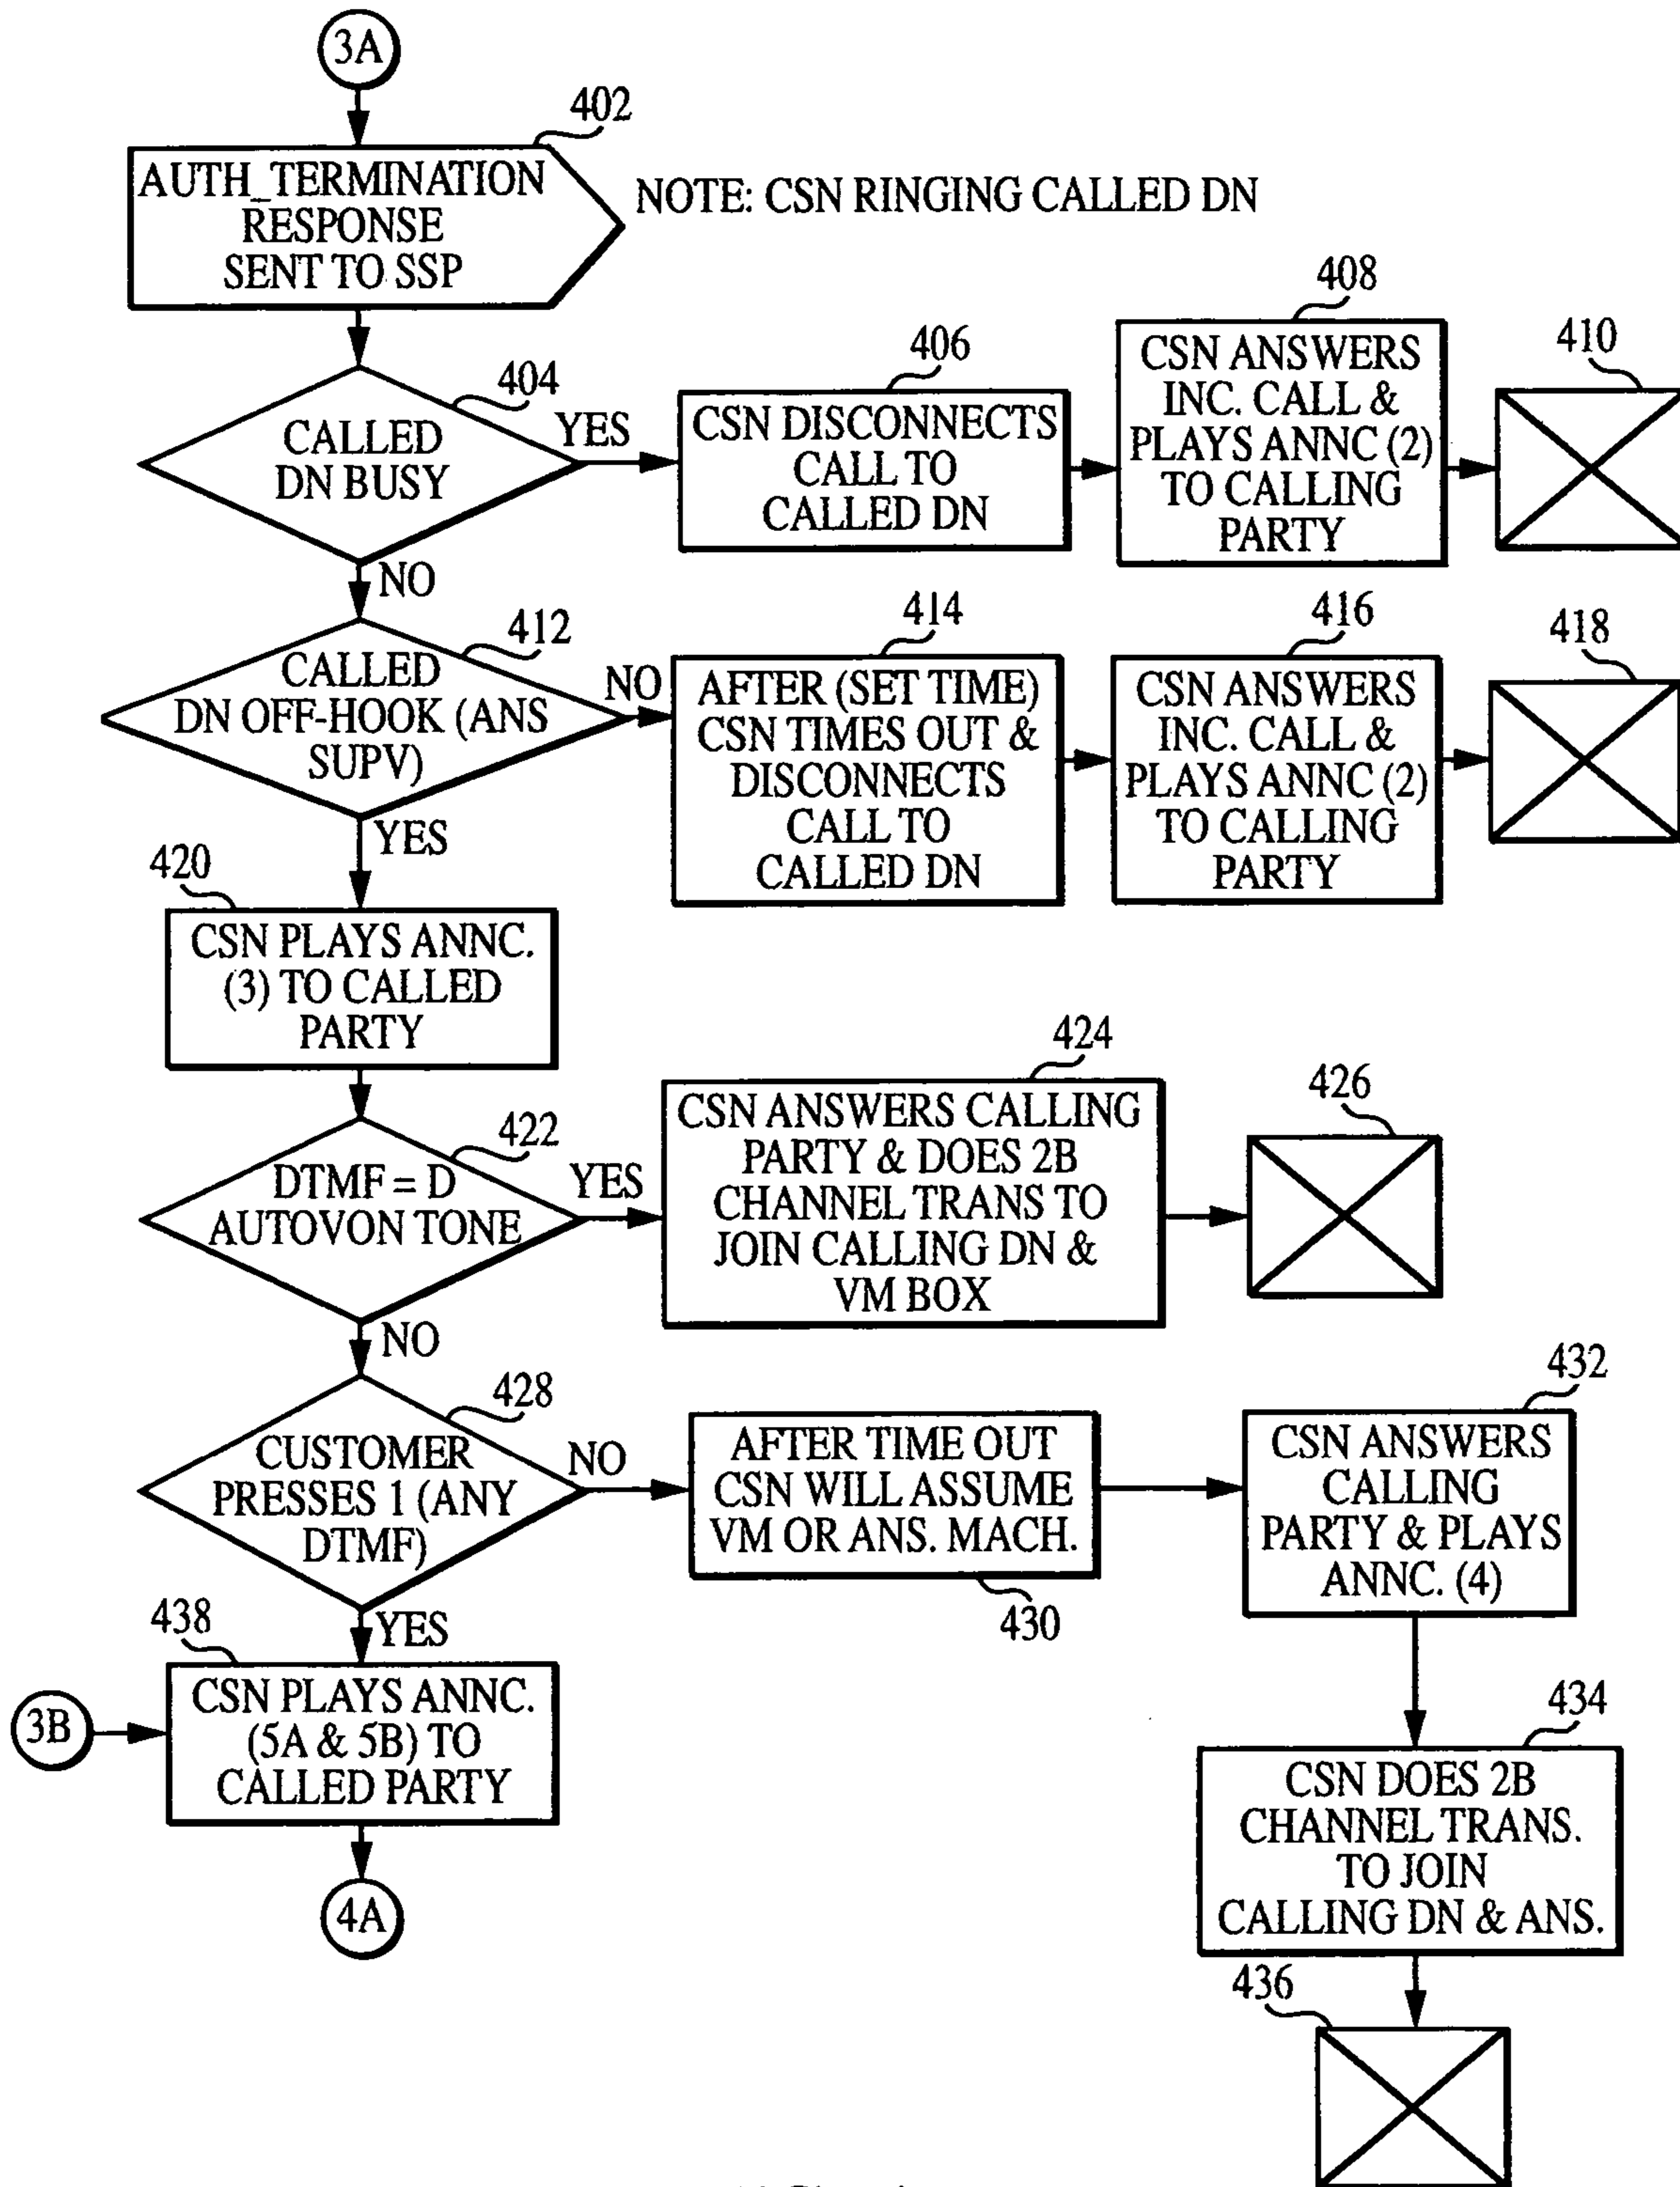 3A
402
AUTH_TERMINATION
RESPONSE
SENT TO SSP
NOTE: CSN RINGING CALLED DN
404
CALLED
DN BUSY
YES
NO
406
CSN DISCONNECTS
CALL TO
CALLED DN
408
CSN ANSWERS
INC. CALL &
PLAYS ANNC (2)
TO CALLING
PARTY
410
412
CALLED
DN OFF-HOOK (ANS
SUPV)
NO
YES
414
AFTER (SET TIME)
CSN TIMES OUT &
DISCONNECTS
CALL TO
CALLED DN
416
CSN ANSWERS
INC. CALL &
PLAYS ANNC (2)
TO CALLING
PARTY
418
420
CSN PLAYS ANNC.
(3) TO CALLED
PARTY
422
DTMF = D
AUTOVON TONE
YES
NO
424
CSN ANSWERS CALLING
PARTY & DOES 2B
CHANNEL TRANS TO
JOIN CALLING DN &
VM BOX
426
428
CUSTOMER
PRESSES 1 (ANY
DTMF)
NO
YES
AFTER TIME OUT
CSN WILL ASSUME
VM OR ANS. MACH.
430
432
CSN ANSWERS
CALLING
PARTY & PLAYS
ANNC. (4)
434
CSN DOES 2B
CHANNEL TRANS.
TO JOIN
CALLING DN & ANS.
436
438
3B
CSN PLAYS ANNC.
(5A & 5B) TO
CALLED PARTY
4A